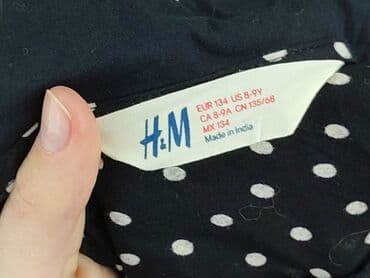 H&M
EUR 134 US 8-9Y
CA 8-9A CN 135/68
MX 134
Made in India